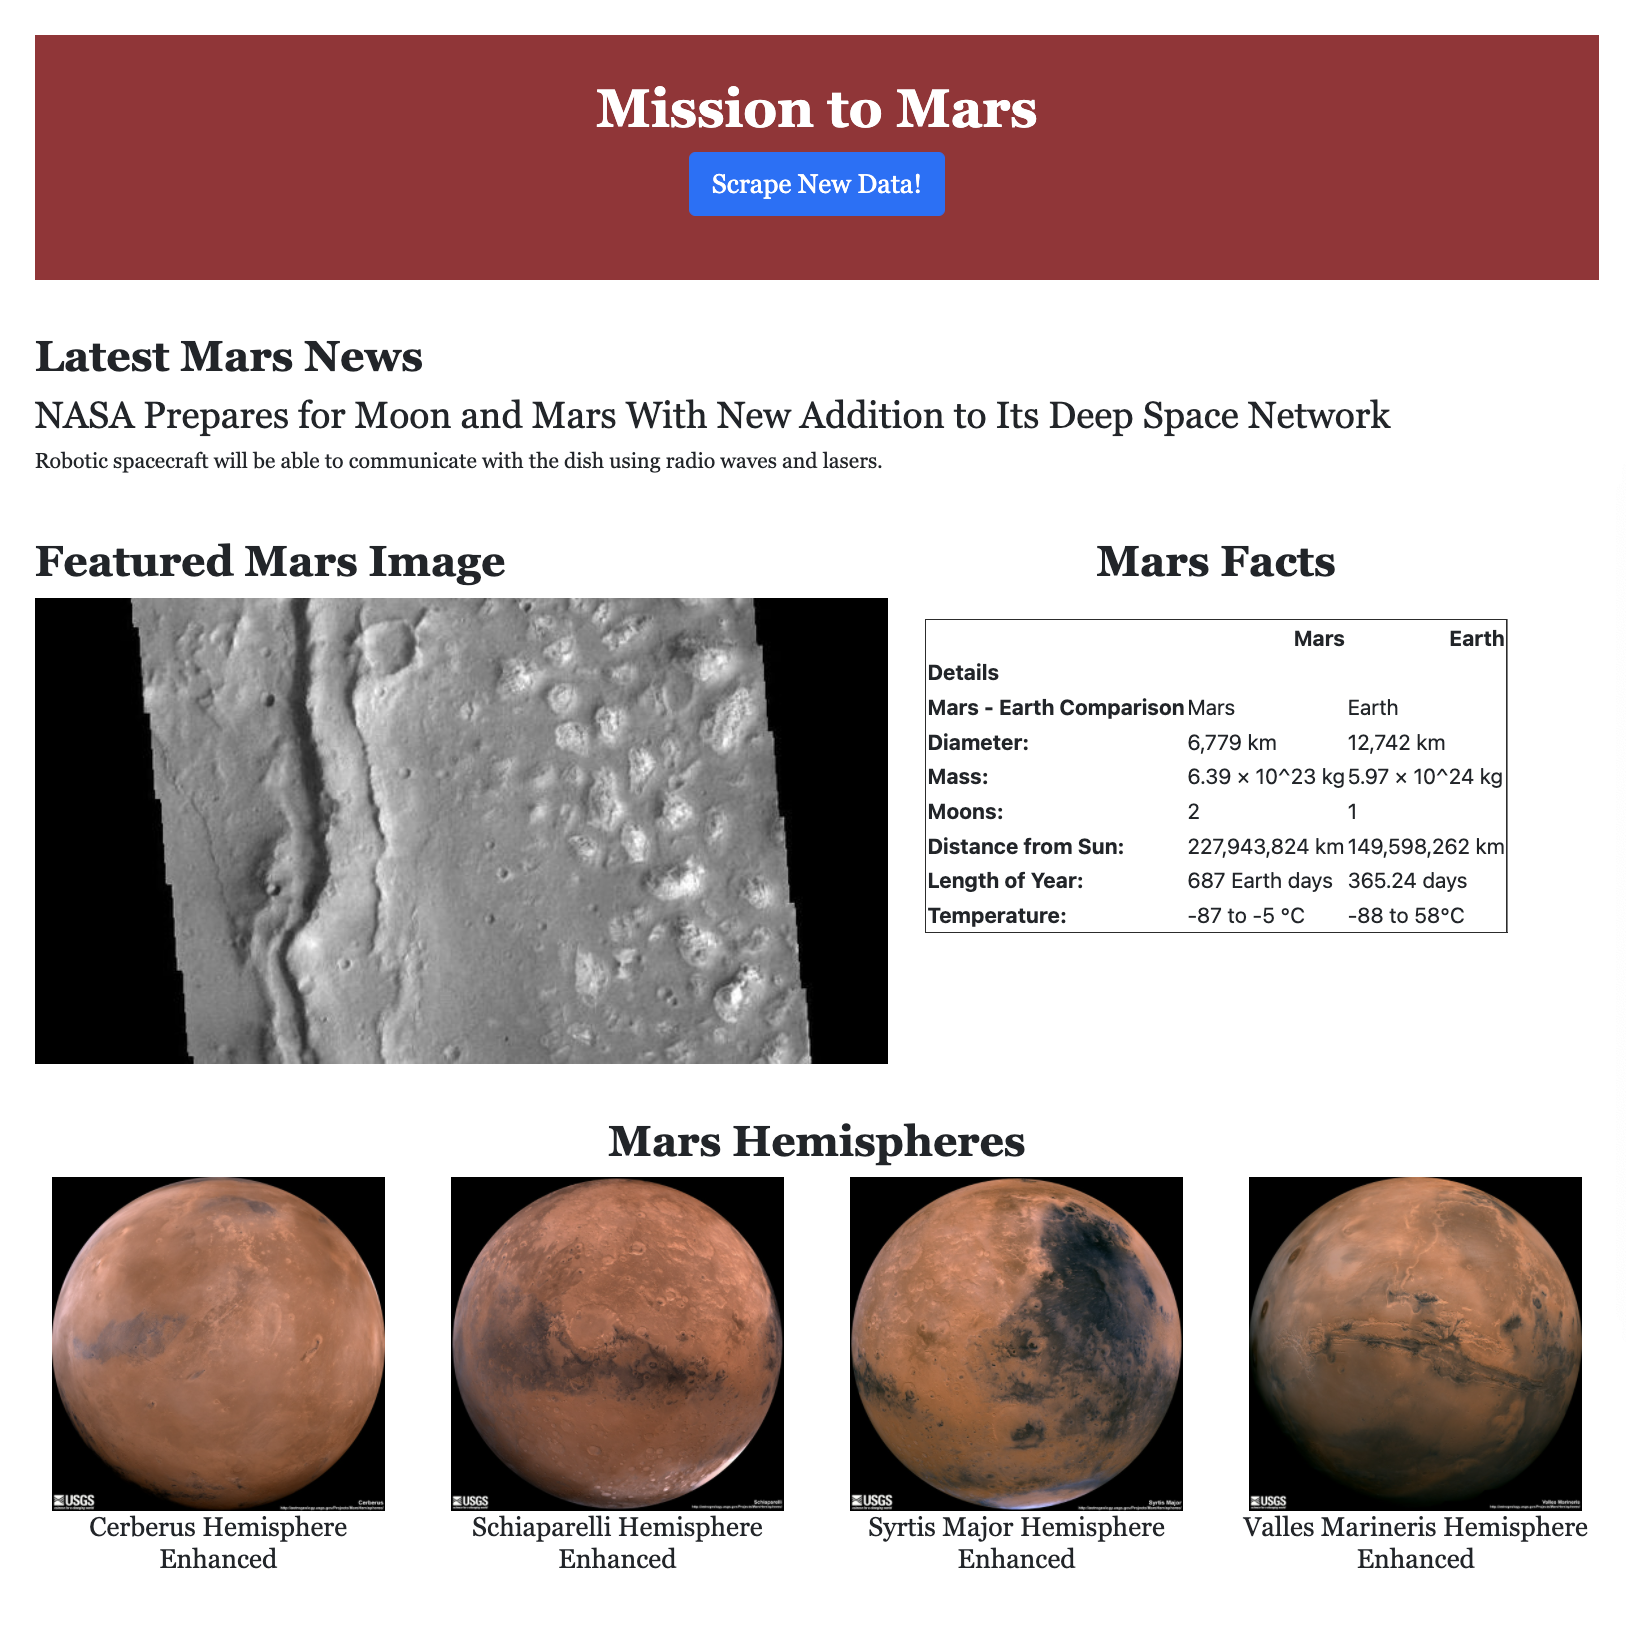 Mission to Mars
Scrape New Data!
Latest Mars News
NASA Prepares for Moon and Mars With New Addition to Its Deep Space Network
Robotic spacecraft will be able to communicate with the dish using radio waves and lasers.
Featured Mars Image
Mars Facts
Mars Earth
Details
Mars - Earth Comparison Mars Earth
Diameter: 6,779 km 12,742 km
Mass: 6.39 × 10^23 kg 5.97 × 10^24 kg
Moons: 2 1
Distance from Sun: 227,943,824 km 149,598,262 km
Length of Year: 687 Earth days 365.24 days
Temperature: -87 to -5 °C -88 to 58°C
Mars Hemispheres
USGS
Cerberus
USGS
Schiaparelli
USGS
Syrtis Major
USGS
Valles Marineris
Cerberus Hemisphere
Enhanced
Schiaparelli Hemisphere
Enhanced
Syrtis Major Hemisphere
Enhanced
Valles Marineris Hemisphere
Enhanced